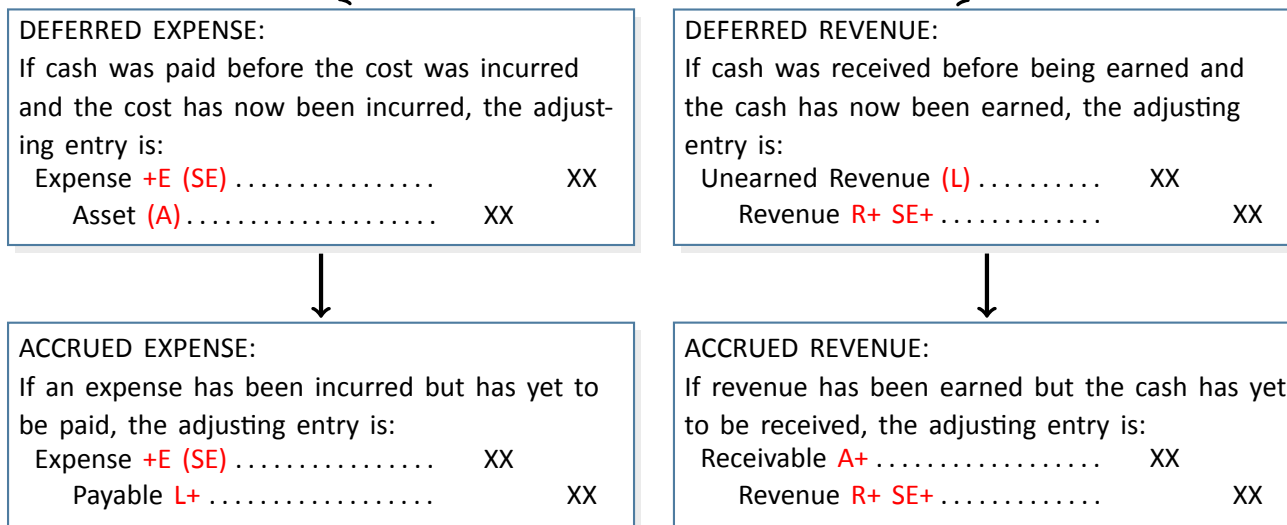 DEFERRED EXPENSE:
If cash was paid before the cost was incurred
and the cost has now been incurred, the adjust-
ing entry is:
Expense +E (SE) ................ XX
Asset (A) .................... XX
ACCRUED EXPENSE:
If an expense has been incurred but has yet to
be paid, the adjusting entry is:
Expense +E (SE) ................ XX
Payable L+ .................. XX
DEFERRED REVENUE:
If cash was received before being earned and
the cash has now been earned, the adjusting
entry is:
Unearned Revenue (L) .......... XX
Revenue R+ SE+ ............. XX
ACCRUED REVENUE:
If revenue has been earned but the cash has yet
to be received, the adjusting entry is:
Receivable A+ .................. XX
Revenue R+ SE+ ............. XX